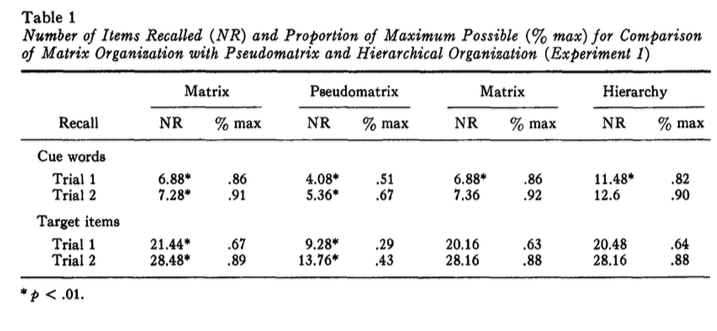 Table 1
Number of Items Recalled (NR) and Proportion of Maximum Possible (% max) for Comparison
of Matrix Organization with Pseudomatrix and Hierarchical Organization (Experiment 1)
Matrix Pseudomatrix Matrix Hierarchy
Recall NR % max NR % max NR % max NR % max
Cue words
Trial 1 6.88* .86 4.08* .51 6.88* .86 11.48* .82
Trial 2 7.28* .91 5.36* .67 7.36 .92 12.6 .90
Target items
Trial 1 21.44* .67 9.28* .29 20.16 .63 20.48 .64
Trial 2 28.48* .89 13.76* .43 28.16 .88 28.16 .88
* p < .01.